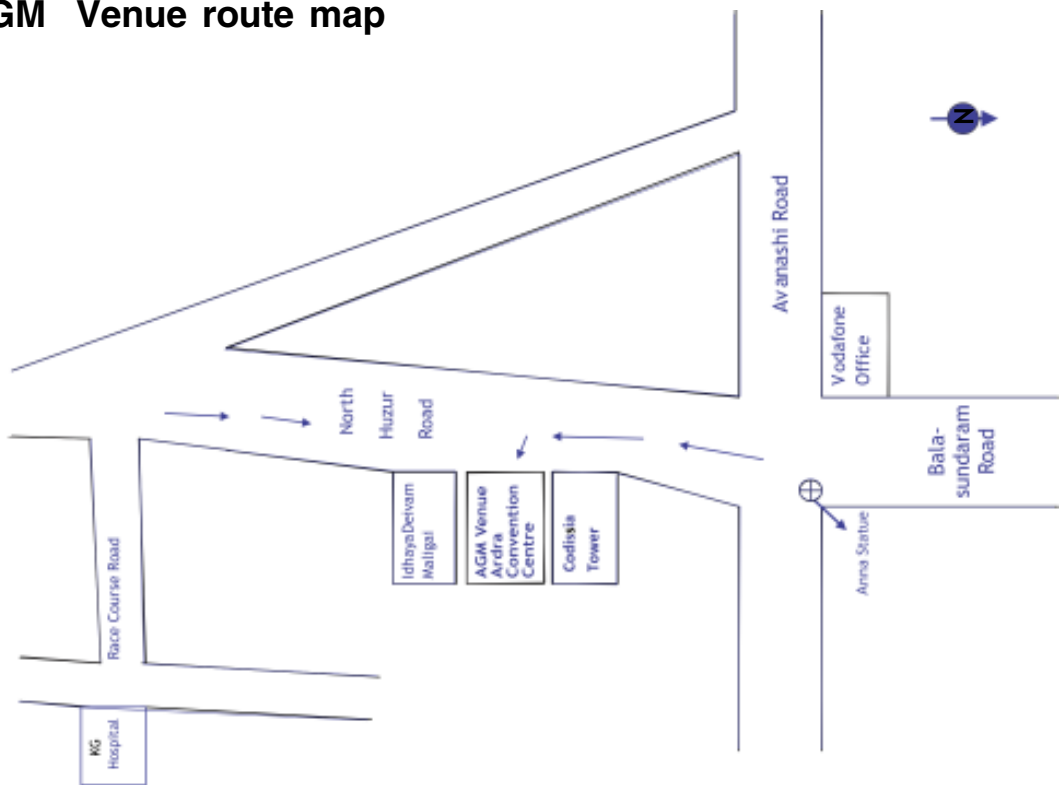 GM Venue route map
N
Avanashi Road
Vodafone
Office
North
Huzur
Road
Bala-
sundaram
Road
IdhayaDeivam
Maligai
AGM Venue
Ardra
Convention
Centre
Codissia
Tower
Anna Statue
Race Course Road
KG
Hospital